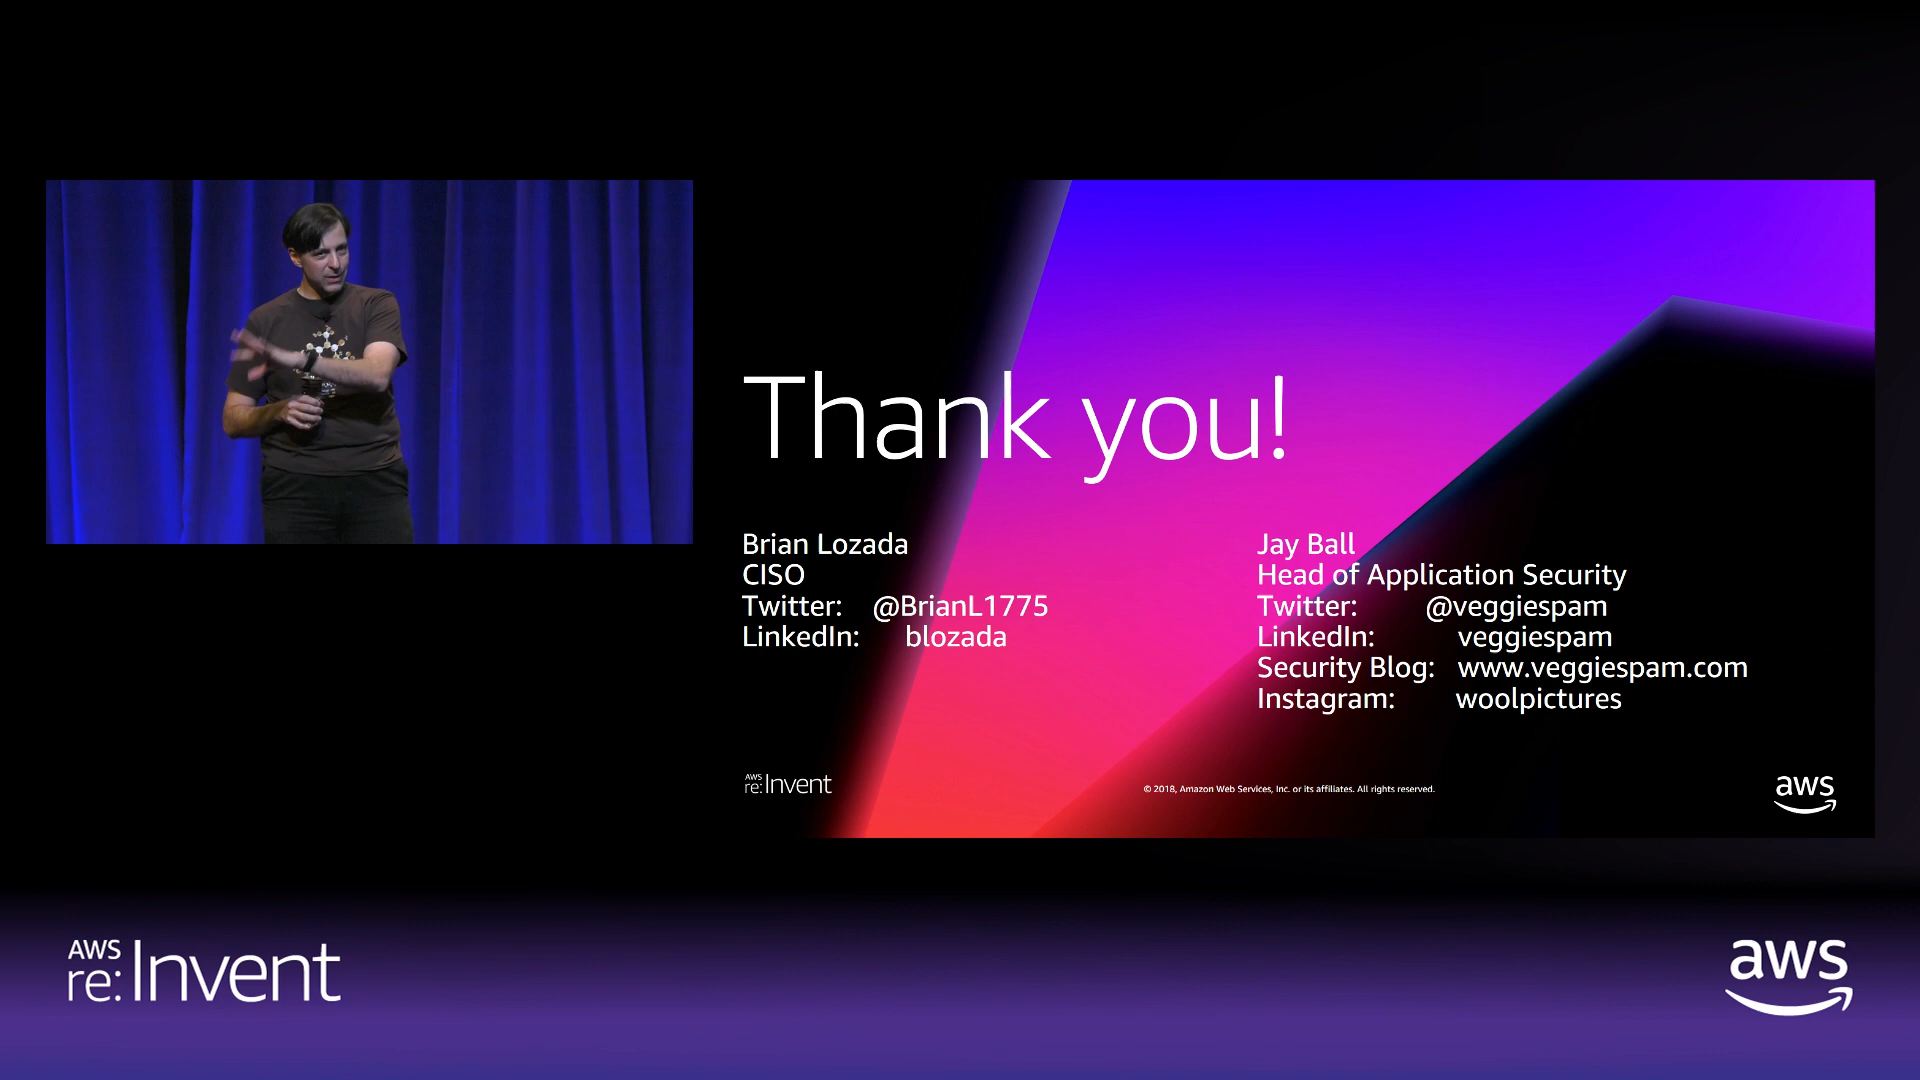 Thank you!
Brian Lozada
CISO
Twitter: @BrianL1775
LinkedIn: blozada
Jay Ball
Head of Application Security
Twitter: @veggiespam
LinkedIn: veggiespam
Security Blog: www.veggiespam.com
Instagram: woolpictures
AWS
re:Invent
© 2018, Amazon Web Services, Inc. or its affiliates. All rights reserved.
aws
AWS
re:Invent
aws